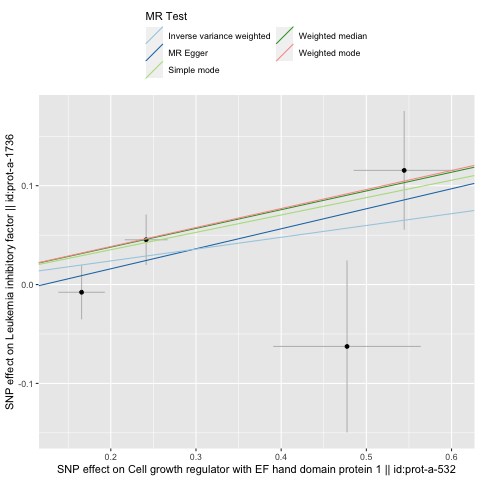 MR Test
Inverse variance weighted
Weighted median
MR Egger
Weighted mode
Simple mode
SNP effect on Leukemia inhibitory factor || id:prot-a-1736
0.1
0.0
-0.1
0.2
0.3
0.4
0.5
0.6
SNP effect on Cell growth regulator with EF hand domain protein 1 || id:prot-a-532